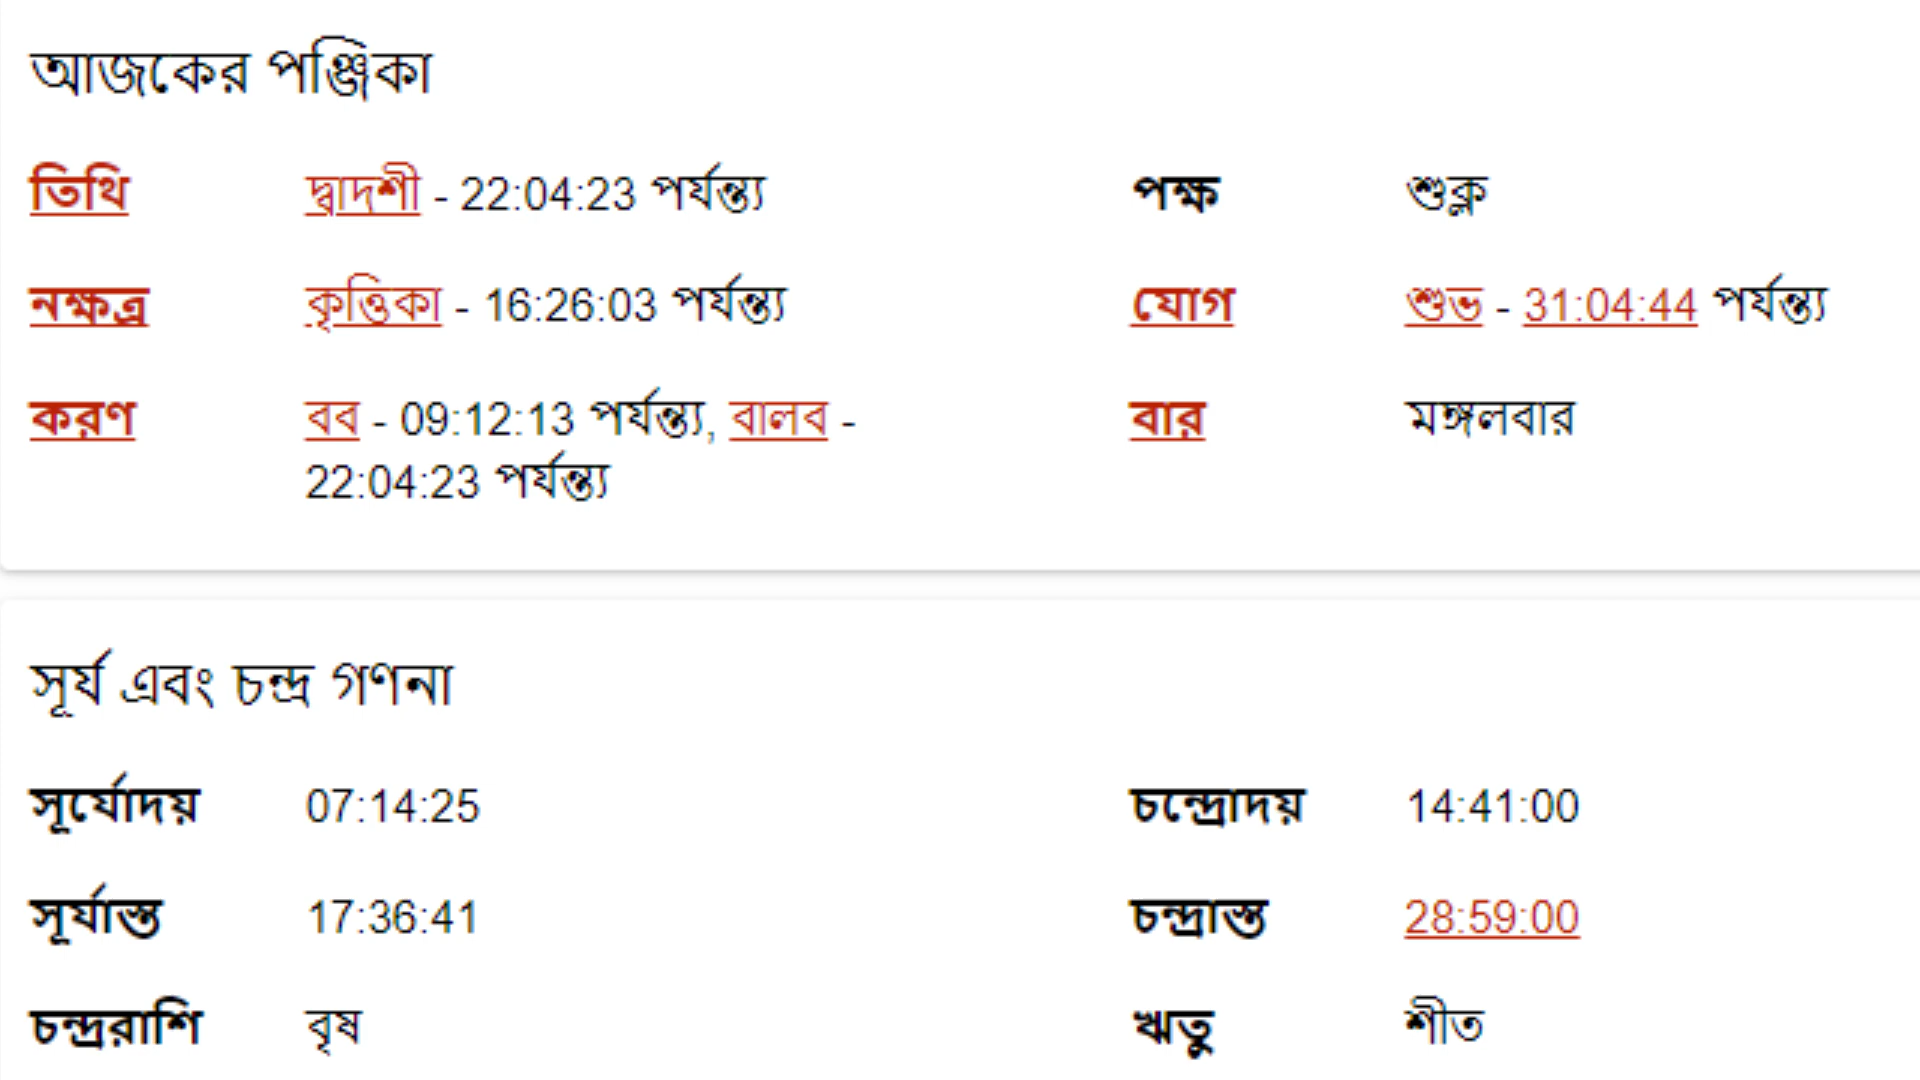 আজকের পঞ্জিকা
তিথি দ্বাদশী - 22:04:23 পর্যন্ত্য পক্ষ শুক্ল
নক্ষত্র কৃত্তিকা - 16:26:03 পর্যন্ত্য যোগ শুভ - 31:04:44 পর্যন্ত্য
করণ বব - 09:12:13 পর্যন্ত্য, বালব - বার মঙ্গলবার
22:04:23 পর্যন্ত্য
সূর্য এবং চন্দ্র গণনা
সূর্যোদয় 07:14:25 চন্দ্রোদয় 14:41:00
সূর্যাস্ত 17:36:41 চন্দ্রাস্ত 28:59:00
চন্দ্ররাশি বৃষ ঋতু শীত